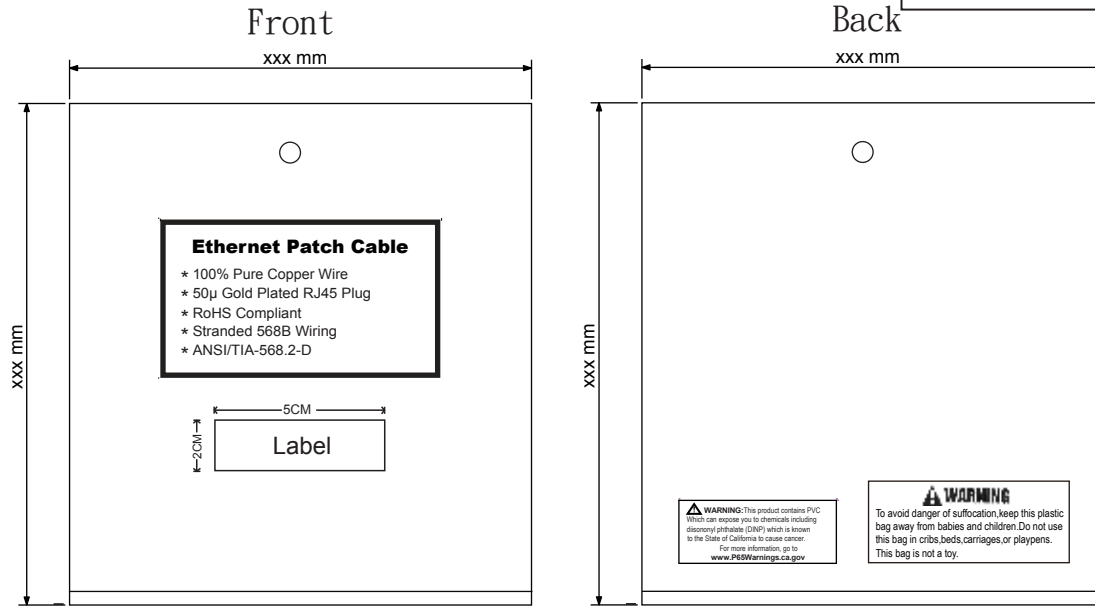 Front
xxx mm
xxx mm
Ethernet Patch Cable
* 100% Pure Copper Wire
* 50µ Gold Plated RJ45 Plug
* RoHS Compliant
* Stranded 568B Wiring
* ANSI/TIA-568.2-D
5CM
2CM
Label
Back
xxx mm
xxx mm
WARNING:This product contains PVC
Which can expose you to chemicals including
diisononyl phthalate (DINP) which is known
to the State of California to cause cancer.
For more information, go to
www.P65Warnings.ca.gov
WARNING
To avoid danger of suffocation,keep this plastic
bag away from babies and children.Do not use
this bag in cribs,beds,carriages,or playpens.
This bag is not a toy.